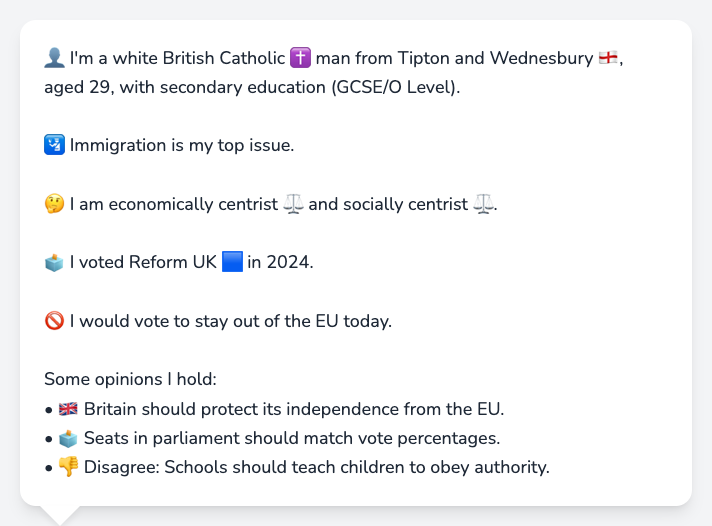 👤 I'm a white British Catholic ✝️ man from Tipton and Wednesbury 🏴󠁧󠁢󠁥󠁮󠁧󠁿,
aged 29, with secondary education (GCSE/O Level).
🛂 Immigration is my top issue.
🤔 I am economically centrist ⚖️ and socially centrist ⚖️.
🗳️ I voted Reform UK 🟦 in 2024.
🚫 I would vote to stay out of the EU today.
Some opinions I hold:
• 🇬🇧 Britain should protect its independence from the EU.
• 🗳️ Seats in parliament should match vote percentages.
• 👎 Disagree: Schools should teach children to obey authority.